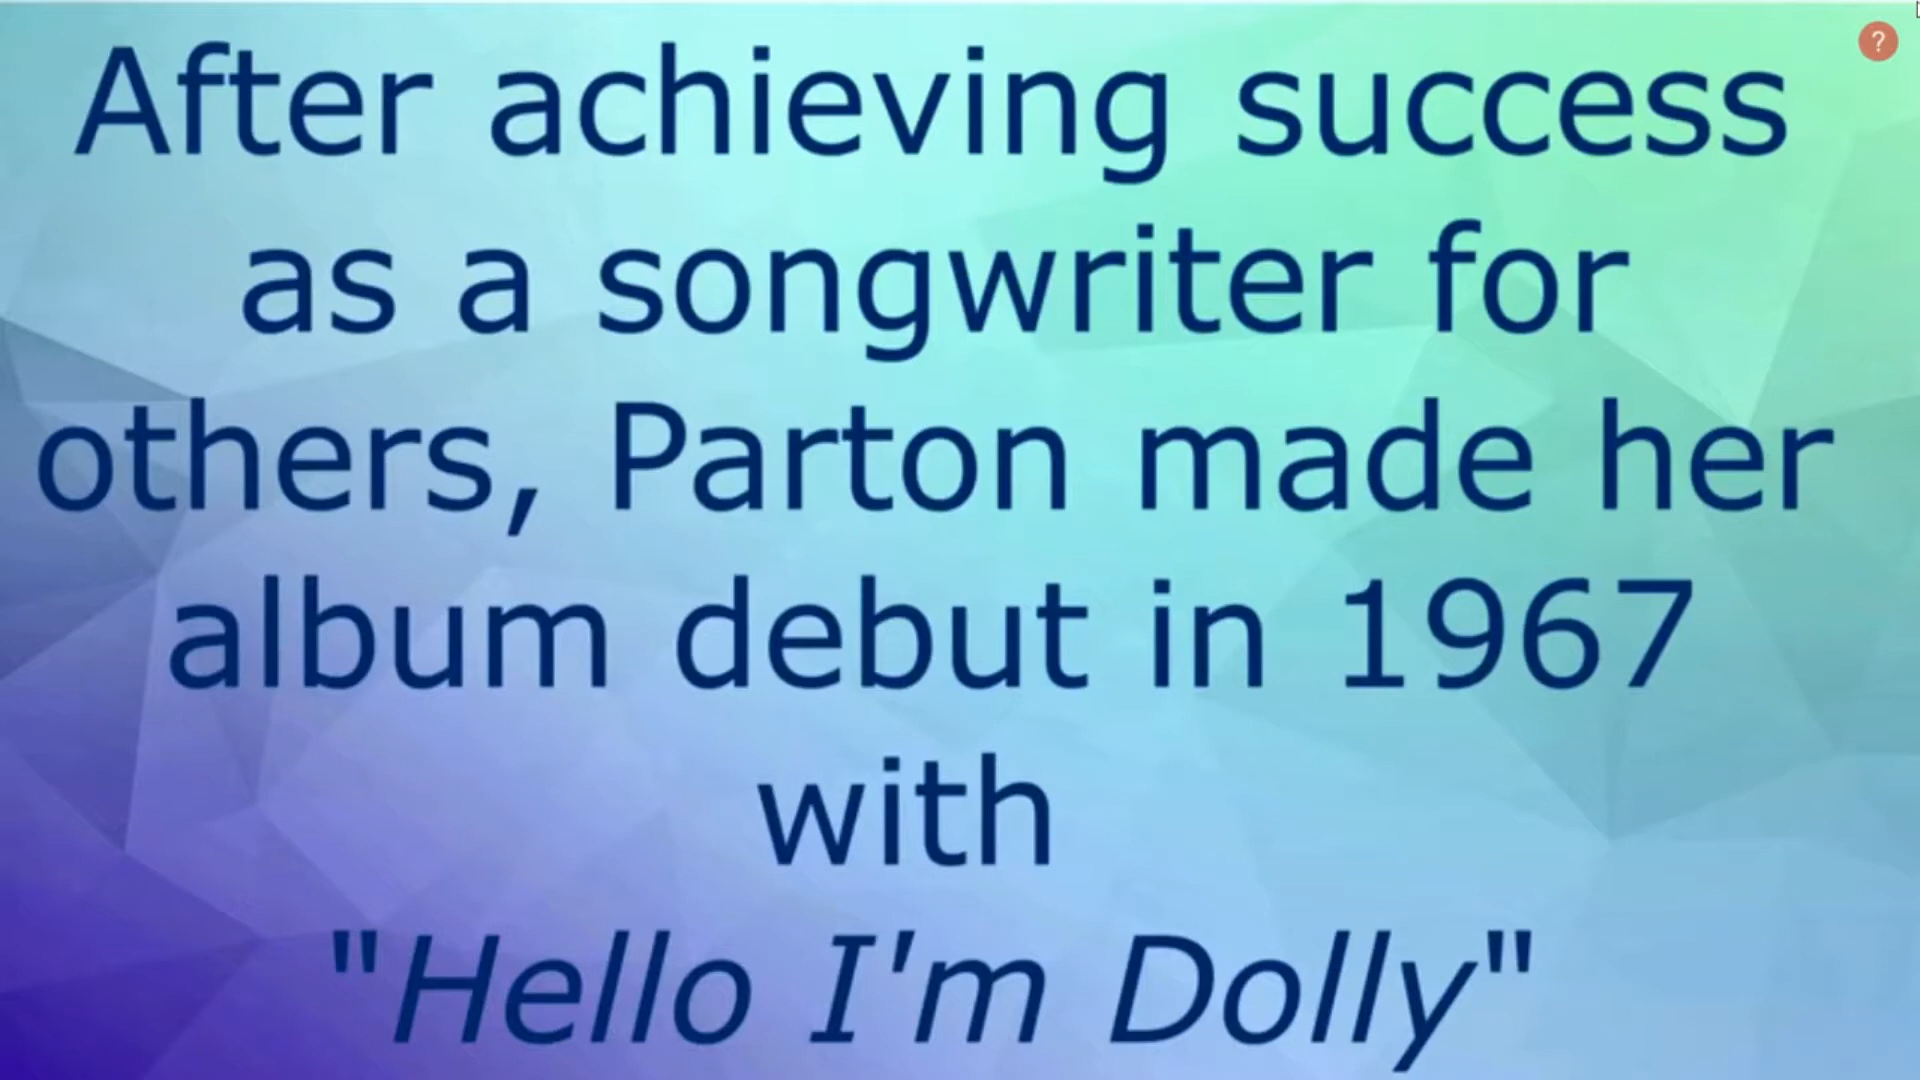 ?
After achieving success
as a songwriter for
others, Parton made her
album debut in 1967
with
"Hello I'm Dolly"